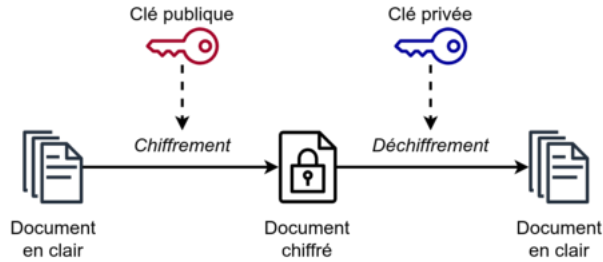 Clé publique
Clé privée
Chiffrement
Déchiffrement
Document
en clair
Document
chiffré
Document
en clair